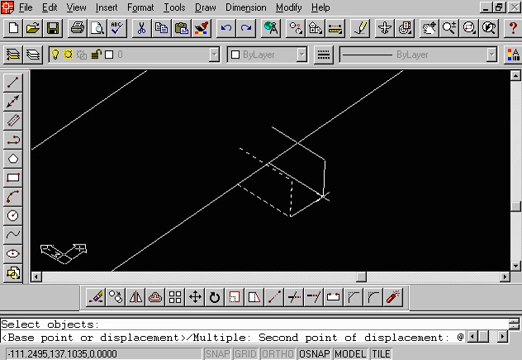 File Edit View Insert Format Tools Draw Dimension Modify Help
ABC
0 ByLayer ByLayer
Select objects:
<Base point or displacement>/Multiple: Second point of displacement: @
-111.2495,137.1035,0.0000 SNAP GRID ORTHO OSNAP MODEL TILE